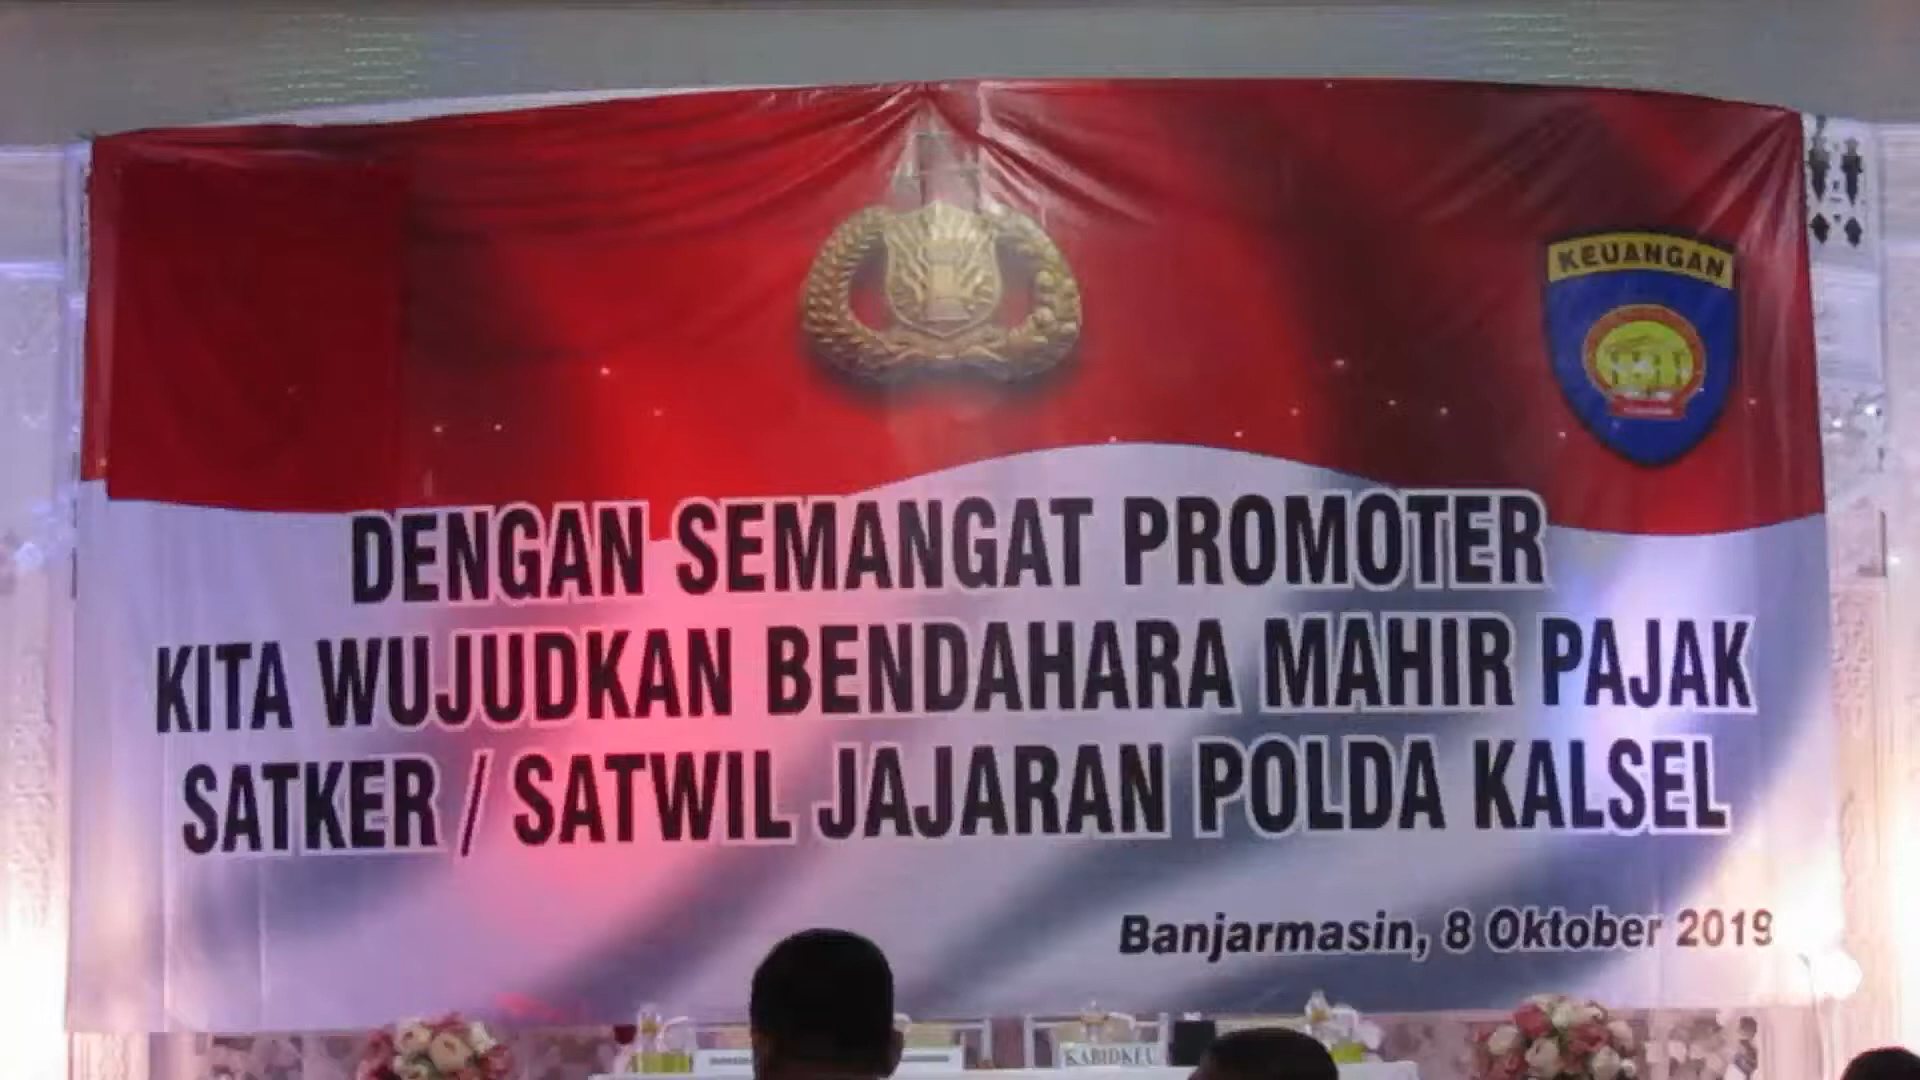 KEUANGAN
DENGAN SEMANGAT PROMOTER
KITA WUJUDKAN BENDAHARA MAHIR PAJAK
SATKER / SATWIL JAJARAN POLDA KALSEL
Banjarmasin, 8 Oktober 2019
KABIDKEU